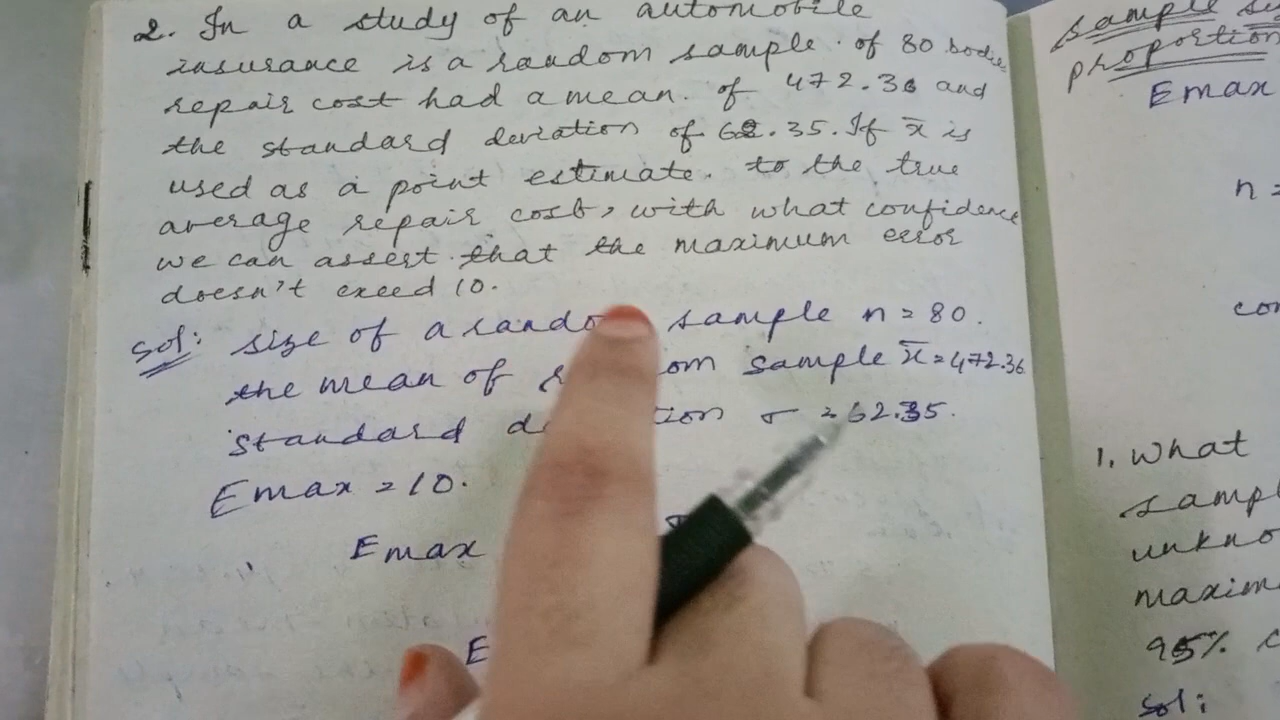 2. In a study of an automobile
insurance is a random sample of 80 bodie
repair cost had a mean. of 472.36 and
the standard deviation of 62.35. If x̄ is
used as a point estimate. to the true
average repair cost, with what confidence
we can assert that the maximum error
doesn't exeed 10.
Sol: size of a random sample n = 80.
the mean of random sample x̄ = 472.36
standard deviation σ = 62.35.
Emax = 10.
Emax
E
sample
proportion
Emax
n =
1. What
sampl
unkno
maxim
95% c
Sol: